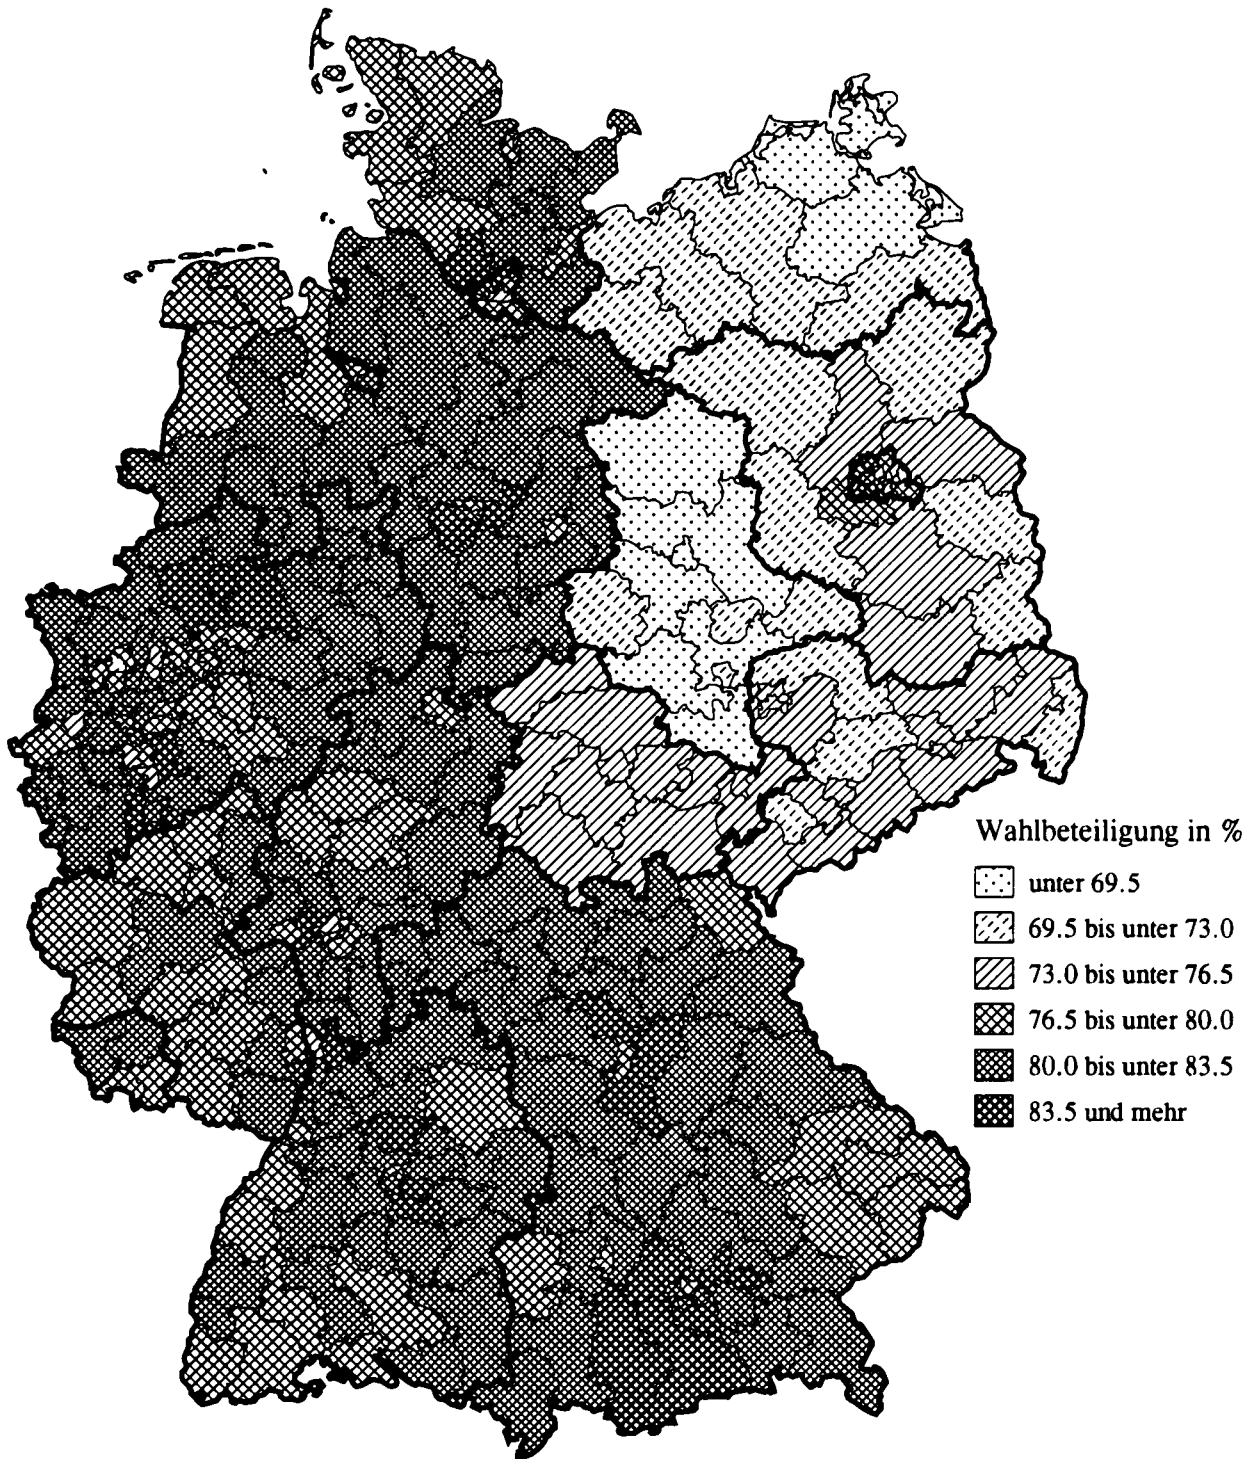 Wahlbeteiligung in %
unter 69.5
69.5 bis unter 73.0
73.0 bis unter 76.5
76.5 bis unter 80.0
80.0 bis unter 83.5
83.5 und mehr